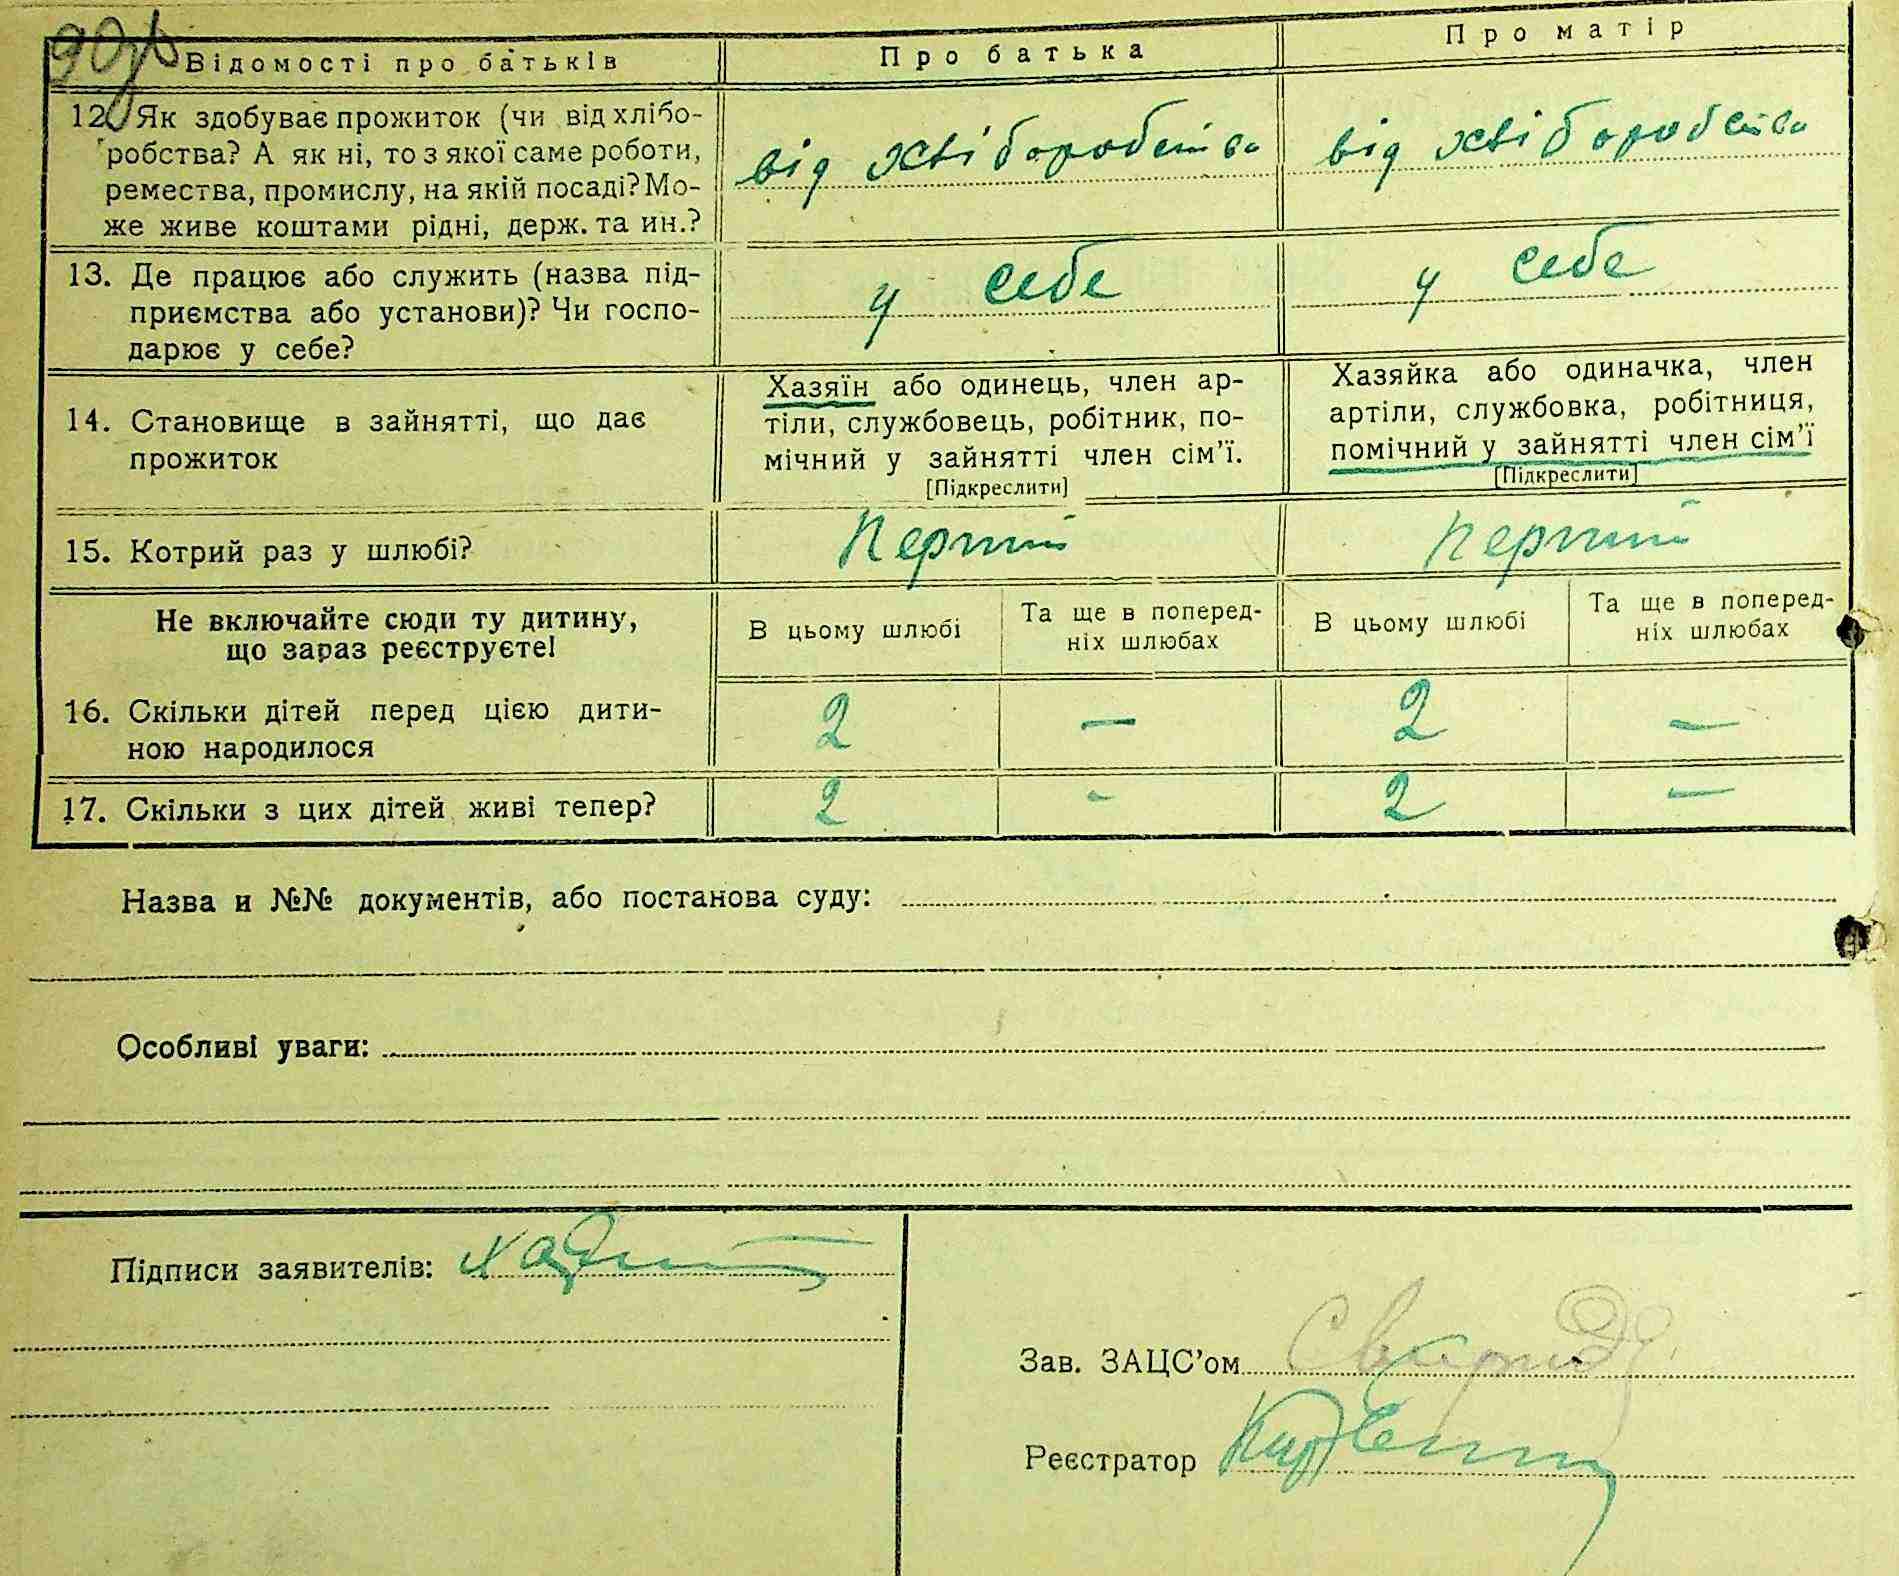 90
Відомості про батьків
Про батька
Про матір
12. Як здобуває прожиток (чи від хлібо-
робства? А як ні, то з якої саме роботи,
ремества, промислу, на якій посаді? Мо-
же живе коштами рідні, держ. та ин.?
від хліборобства
від хліборобства
13. Де працює або служить (назва під-
приємства або установи)? Чи госпо-
дарює у себе?
у себе
у себе
14. Становище в зайнятті, що дає
прожиток
Хазяїн або одинець, член ар-
тіли, службовець, робітник, по-
мічний у зайнятті член сім’ї.
[Підкреслити]
Хазяйка або одиначка, член
артіли, службовка, робітниця,
помічний у зайнятті член сім’ї
[Підкреслити]
15. Котрий раз у шлюбі?
Перший
Перший
Не включайте сюди ту дитину,
що зараз реєструєте!
В цьому шлюбі
Та ще в поперед-
ніх шлюбах
В цьому шлюбі
Та ще в поперед-
ніх шлюбах
16. Скільки дітей перед цією дити-
ною народилося
2 — 2 —
17. Скільки з цих дітей живі тепер?
2 - 2 —
Назва и №№ документів, або постанова суду:
Особливі уваги:
Підписи заявителів:
Зав. ЗАЦС’ом
Реєстратор